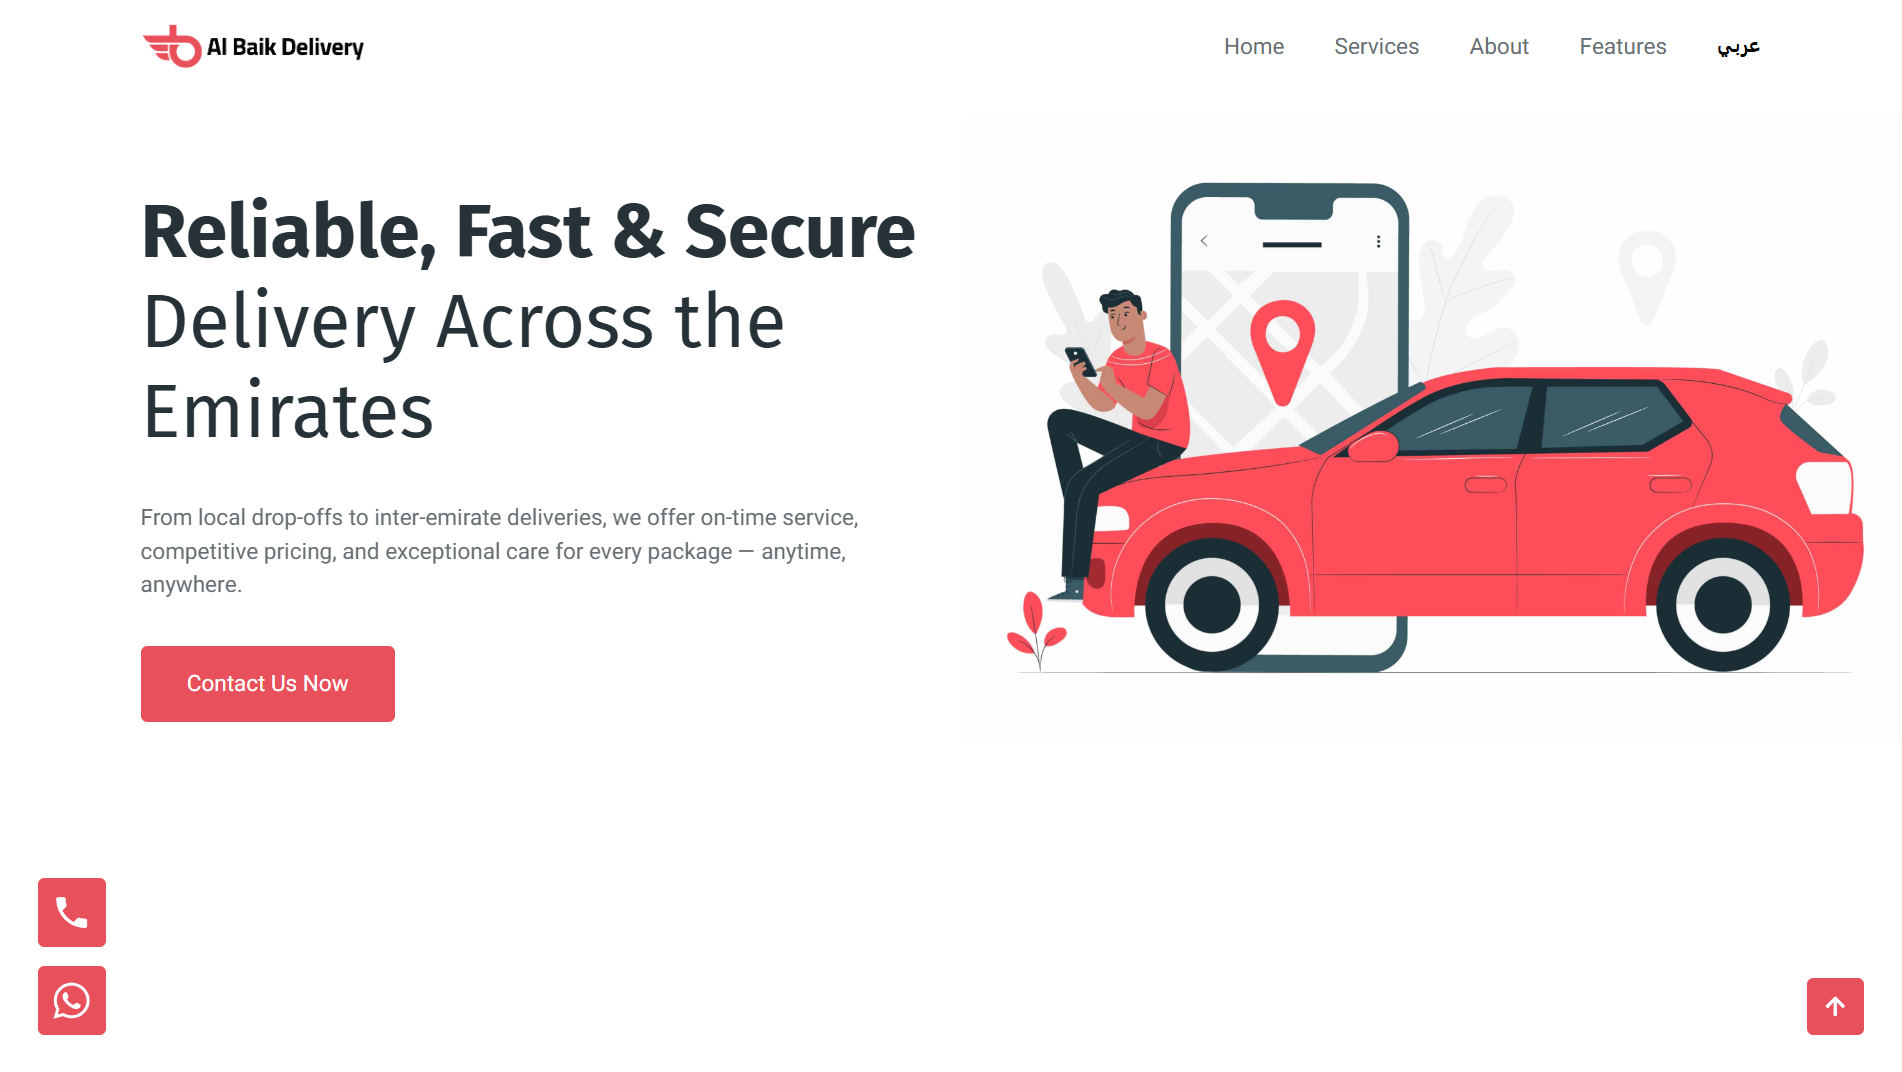 Al Baik Delivery
Home
Services
About
Features
عربي
Reliable, Fast & Secure
Delivery Across the
Emirates
From local drop-offs to inter-emirate deliveries, we offer on-time service,
competitive pricing, and exceptional care for every package — anytime,
anywhere.
Contact Us Now